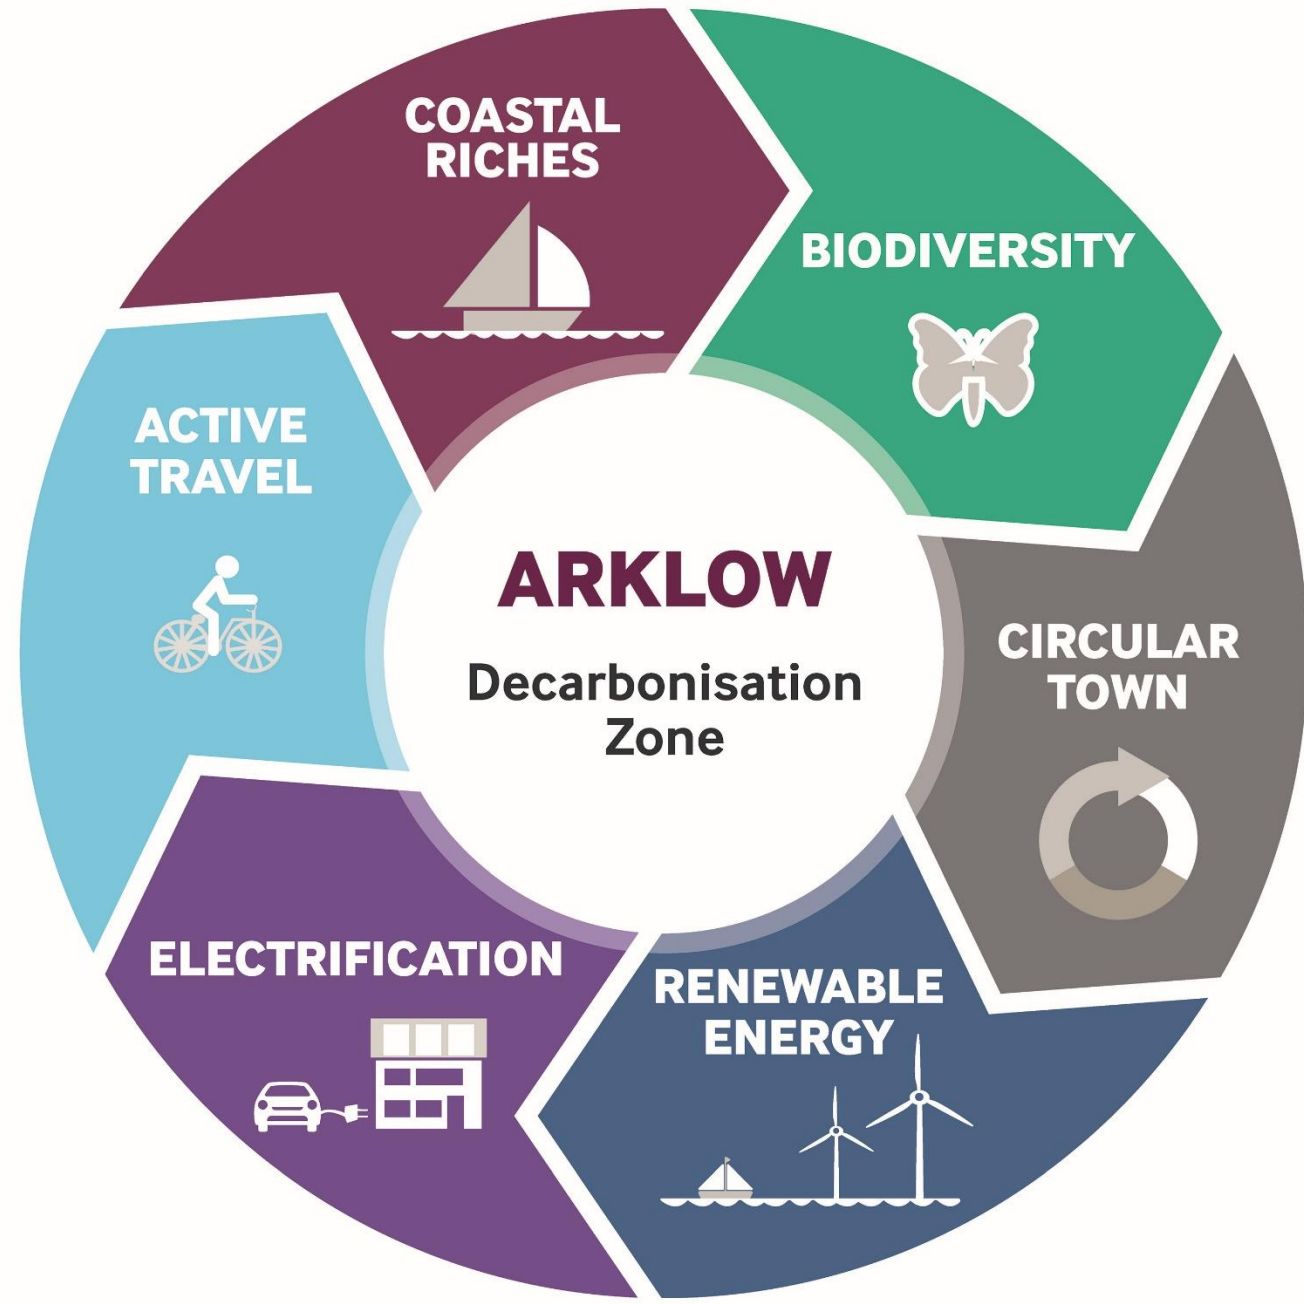 COASTAL
RICHES
BIODIVERSITY
ACTIVE
TRAVEL
ARKLOW
Decarbonisation
Zone
CIRCULAR
TOWN
ELECTRIFICATION
RENEWABLE
ENERGY